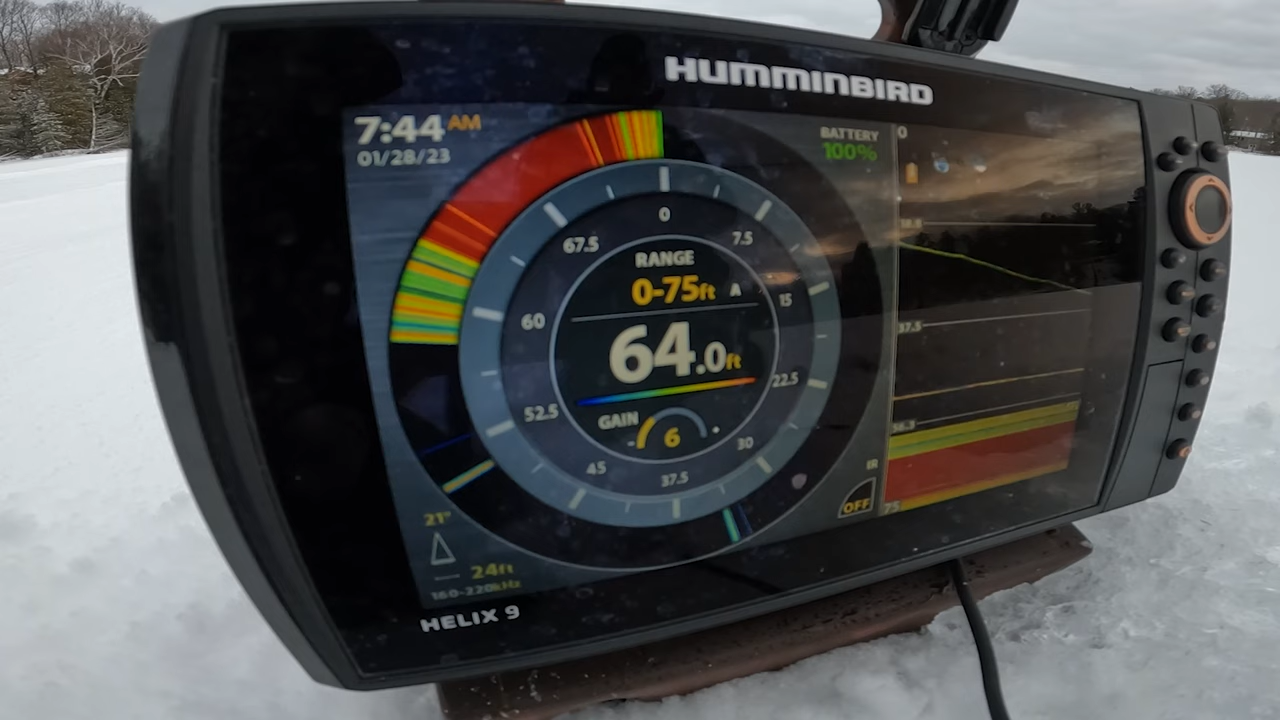 HUMMINBIRD
7:44 AM
01/28/23
BATTERY
100%
0
0
67.5
7.5
RANGE
0-75ft A
15
60
64.0ft
37.5
22.5
52.5
GAIN
- 6 +
56.3
30
45
37.5
IR
OFF
75
21°
24ft
160-220kHz
HELIX 9